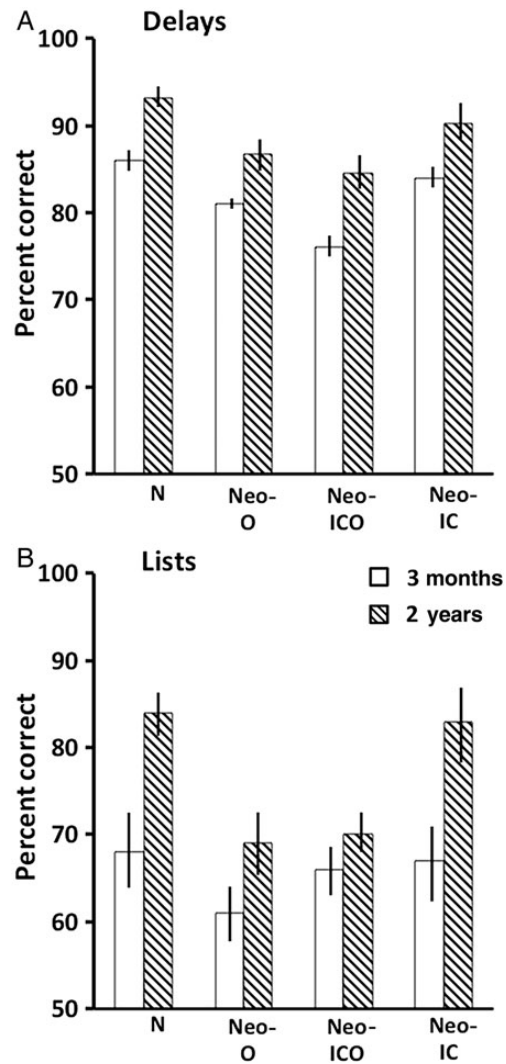 A Delays
100
90
80
70
60
50
Percent correct
N
Neo-
O
Neo-
ICO
Neo-
IC
B Lists
3 months
2 years
100
90
80
70
60
50
Percent correct
N
Neo-
O
Neo-
ICO
Neo-
IC